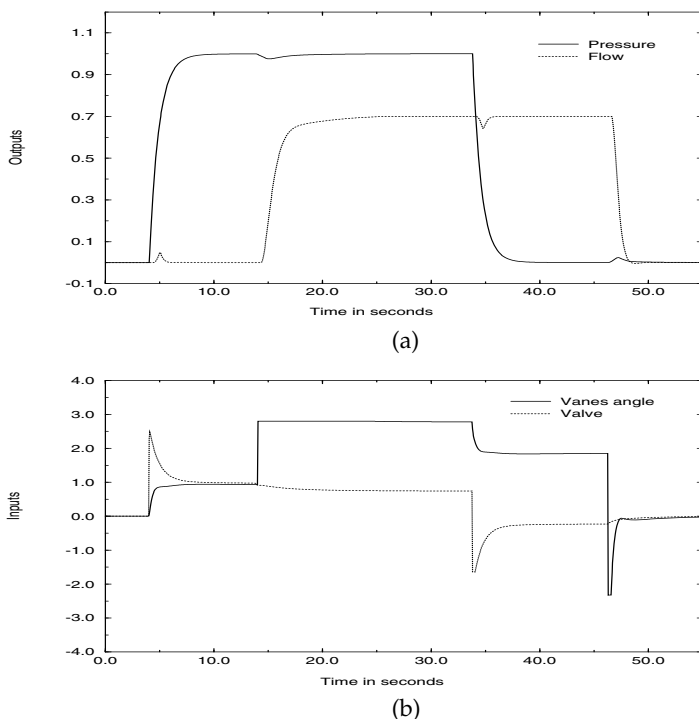 1.1
Pressure
Flow
0.9
0.7
Outputs
0.5
0.3
0.1
-0.1
0.0 10.0 20.0 30.0 40.0 50.0
Time in seconds
(a)
4.0
Vanes angle
Valve
3.0
2.0
1.0
Inputs
0.0
-1.0
-2.0
-3.0
-4.0
0.0 10.0 20.0 30.0 40.0 50.0
Time in seconds
(b)